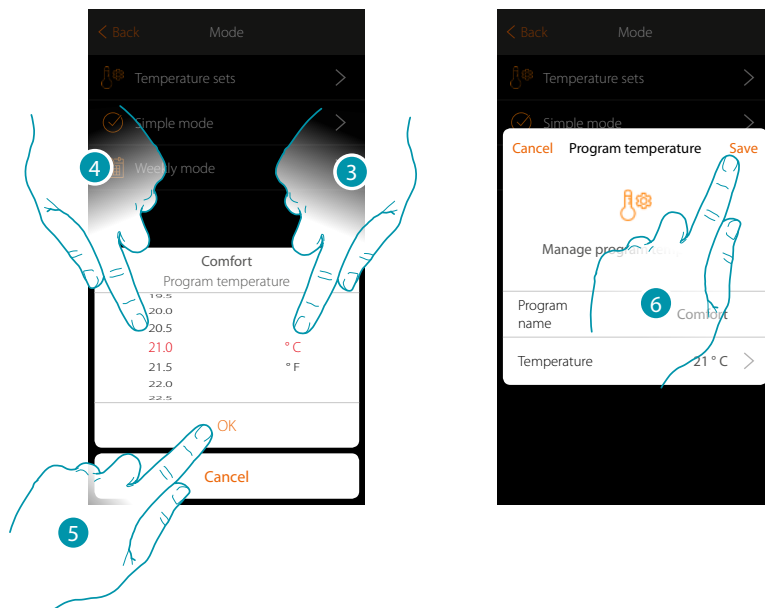 < Back Mode
Temperature sets
Simple mode
Weekly mode
4
3
Comfort
Program temperature
19.5
20.0
20.5
21.0 ° C
21.5 ° F
22.0
22.5
OK
Cancel
5
< Back Mode
Temperature sets
Simple mode
Cancel Program temperature Save
Manage program
6
Program
name
Comfort
Temperature 21 ° C